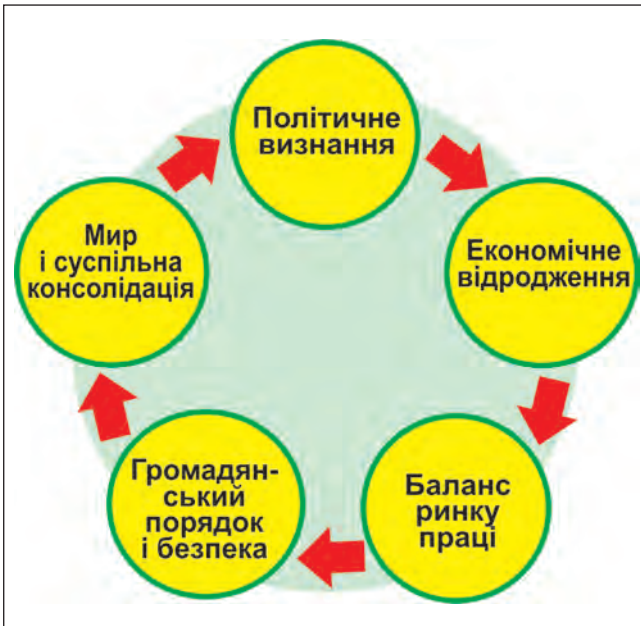 Політичне
визнання
Економічне
відродження
Баланс
ринку
праці
Громадян-
ський
порядок
і безпека
Мир
і суспільна
консолідація